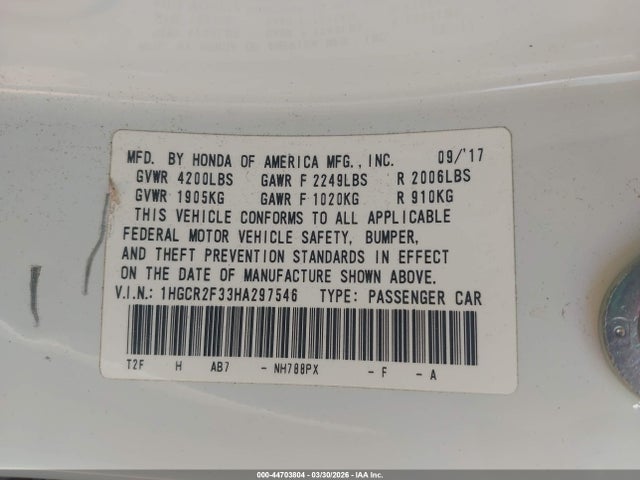 MFD. BY HONDA OF AMERICA MFG., INC. 09/'17
GVWR 4200LBS GAWR F 2249LBS R 2006LBS
GVWR 1905KG GAWR F 1020KG R 910KG
THIS VEHICLE CONFORMS TO ALL APPLICABLE
FEDERAL MOTOR VEHICLE SAFETY, BUMPER,
AND THEFT PREVENTION STANDARDS IN EFFECT
ON THE DATE OF MANUFACTURE SHOWN ABOVE.
V.I.N.: 1HGCR2F33HA297546 TYPE: PASSENGER CAR
T2F H AB7 - NH788PX - F - A
000-44703804 - 03/30/2026 - IAA Inc.